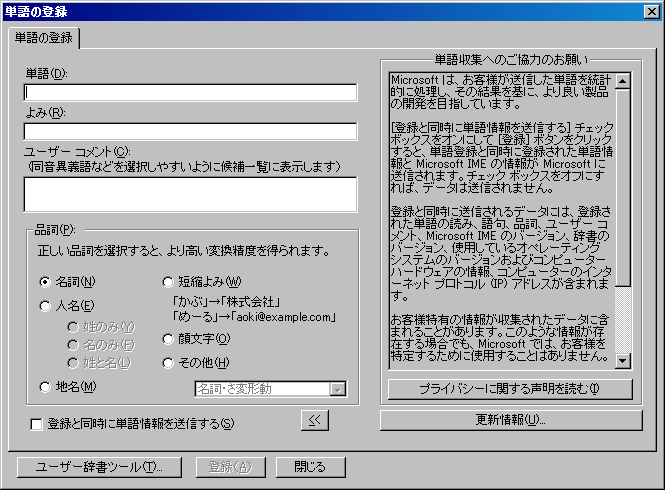 単語の登録
単語の登録
単語(D):
よみ(R):
ユーザー コメント(C):
(同音異義語などを選択しやすいように候補一覧に表示します)
品詞(P):
正しい品詞を選択すると、より高い変換精度を得られます。
名詞(N)
人名(E)
姓のみ(Y)
名のみ(F)
姓と名(L)
地名(M)
短縮よみ(W)
「かぶ」→「株式会社」
「めーる」→「aoki@example.com」
顔文字(O)
その他(H)
名詞・さ変形動
登録と同時に単語情報を送信する(S)
<<
単語収集へのご協力のお願い
Microsoft は、お客様が送信した単語を統計
的に処理し、その結果を基に、より良い製品
の開発を目指しています。
[登録と同時に単語情報を送信する] チェック
ボックスをオンにして [登録] ボタンをクリック
すると、単語登録と同時に登録された単語情
報と Microsoft IME の情報が Microsoft に
送信されます。チェック ボックスをオフにす
れば、データは送信されません。
登録と同時に送信されるデータには、登録さ
れた単語の読み、語句、品詞、ユーザー コ
メント、Microsoft IME のバージョン、辞書の
バージョン、使用しているオペレーティング
システムのバージョンおよびコンピューター
ハードウェアの情報、コンピューターのインタ
ーネット プロトコル (IP) アドレスが含まれま
す。
お客様特有の情報が収集されたデータに含
まれることがあります。このような情報が存
在する場合でも、Microsoft では、お客様を
特定するために使用することはありません。
プライバシーに関する声明を読む(I)
更新情報(U)...
ユーザー辞書ツール(T)...
登録(A)
閉じる